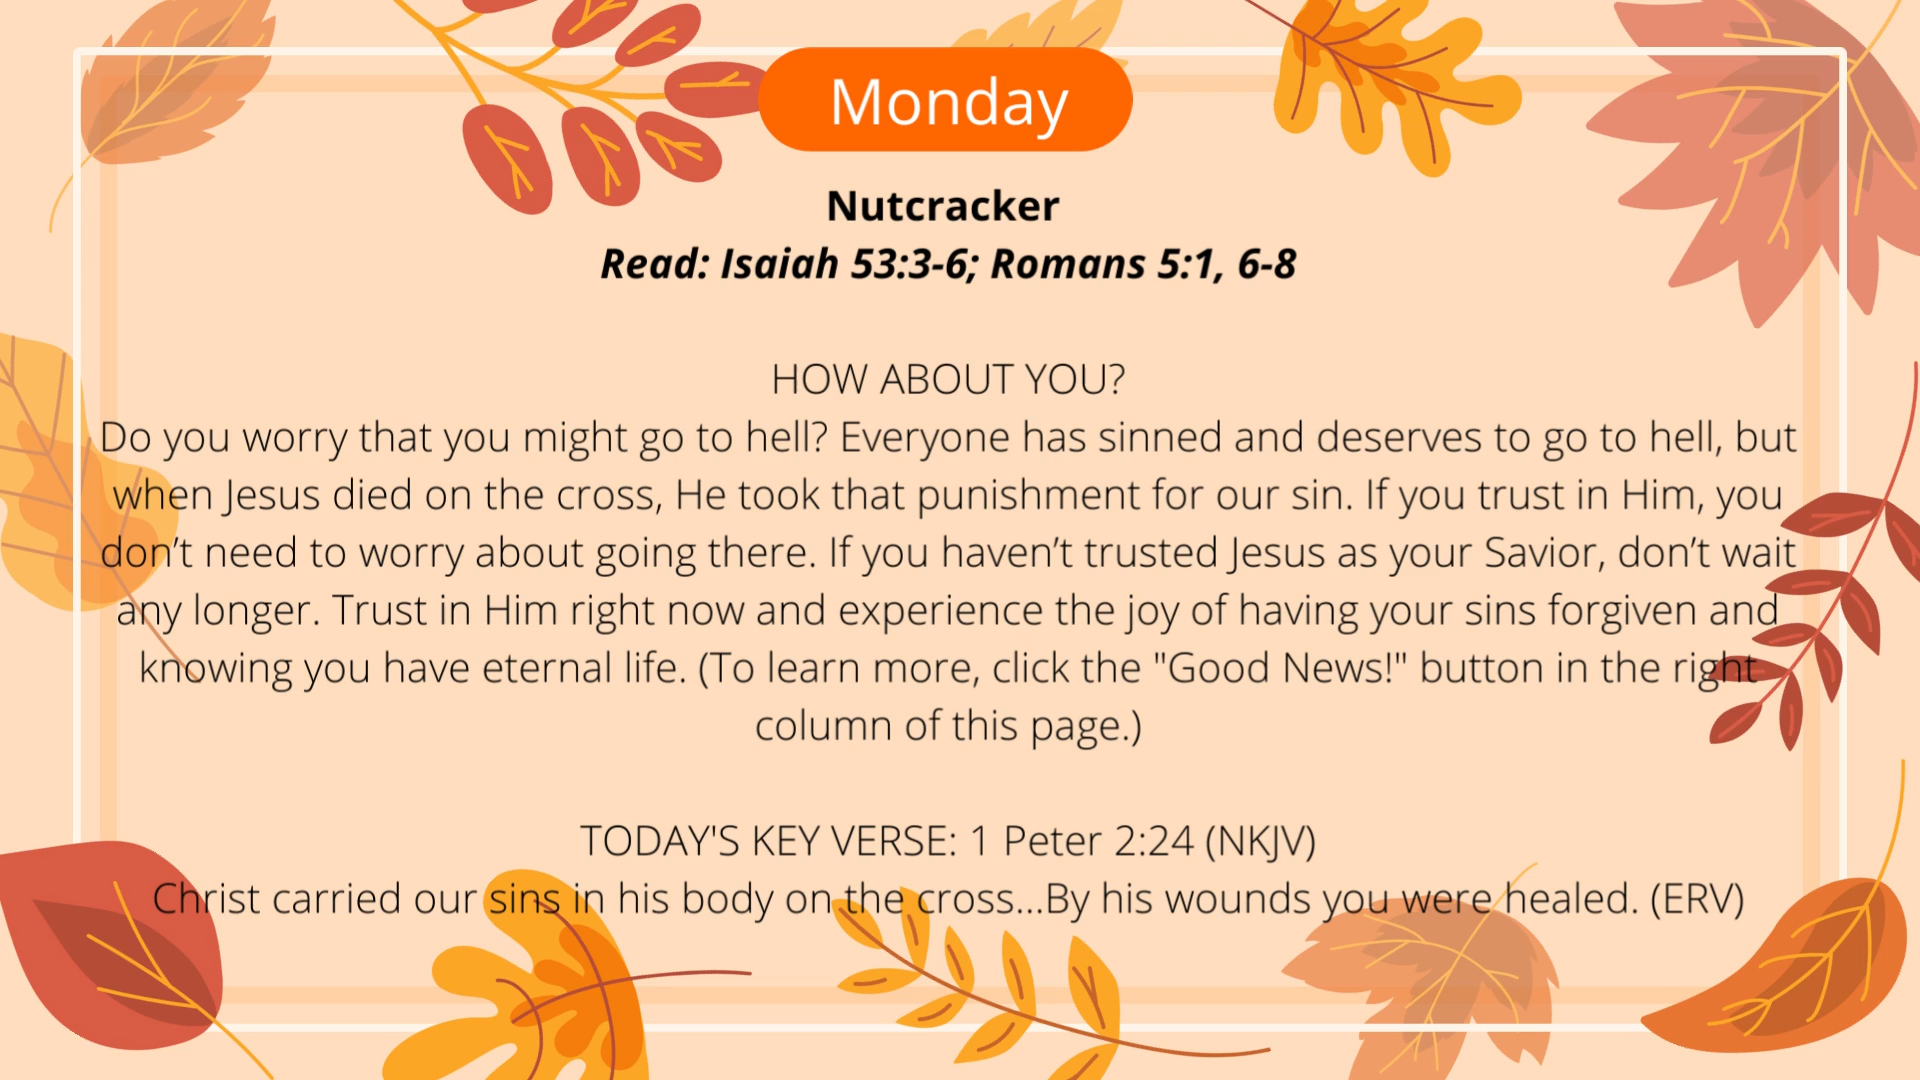 Monday
Nutcracker
Read: Isaiah 53:3-6; Romans 5:1, 6-8
HOW ABOUT YOU?
Do you worry that you might go to hell? Everyone has sinned and deserves to go to hell, but
when Jesus died on the cross, He took that punishment for our sin. If you trust in Him, you
don’t need to worry about going there. If you haven’t trusted Jesus as your Savior, don’t wait
any longer. Trust in Him right now and experience the joy of having your sins forgiven and
knowing you have eternal life. (To learn more, click the "Good News!" button in the right
column of this page.)
TODAY'S KEY VERSE: 1 Peter 2:24 (NKJV)
Christ carried our sins in his body on the cross...By his wounds you were healed. (ERV)